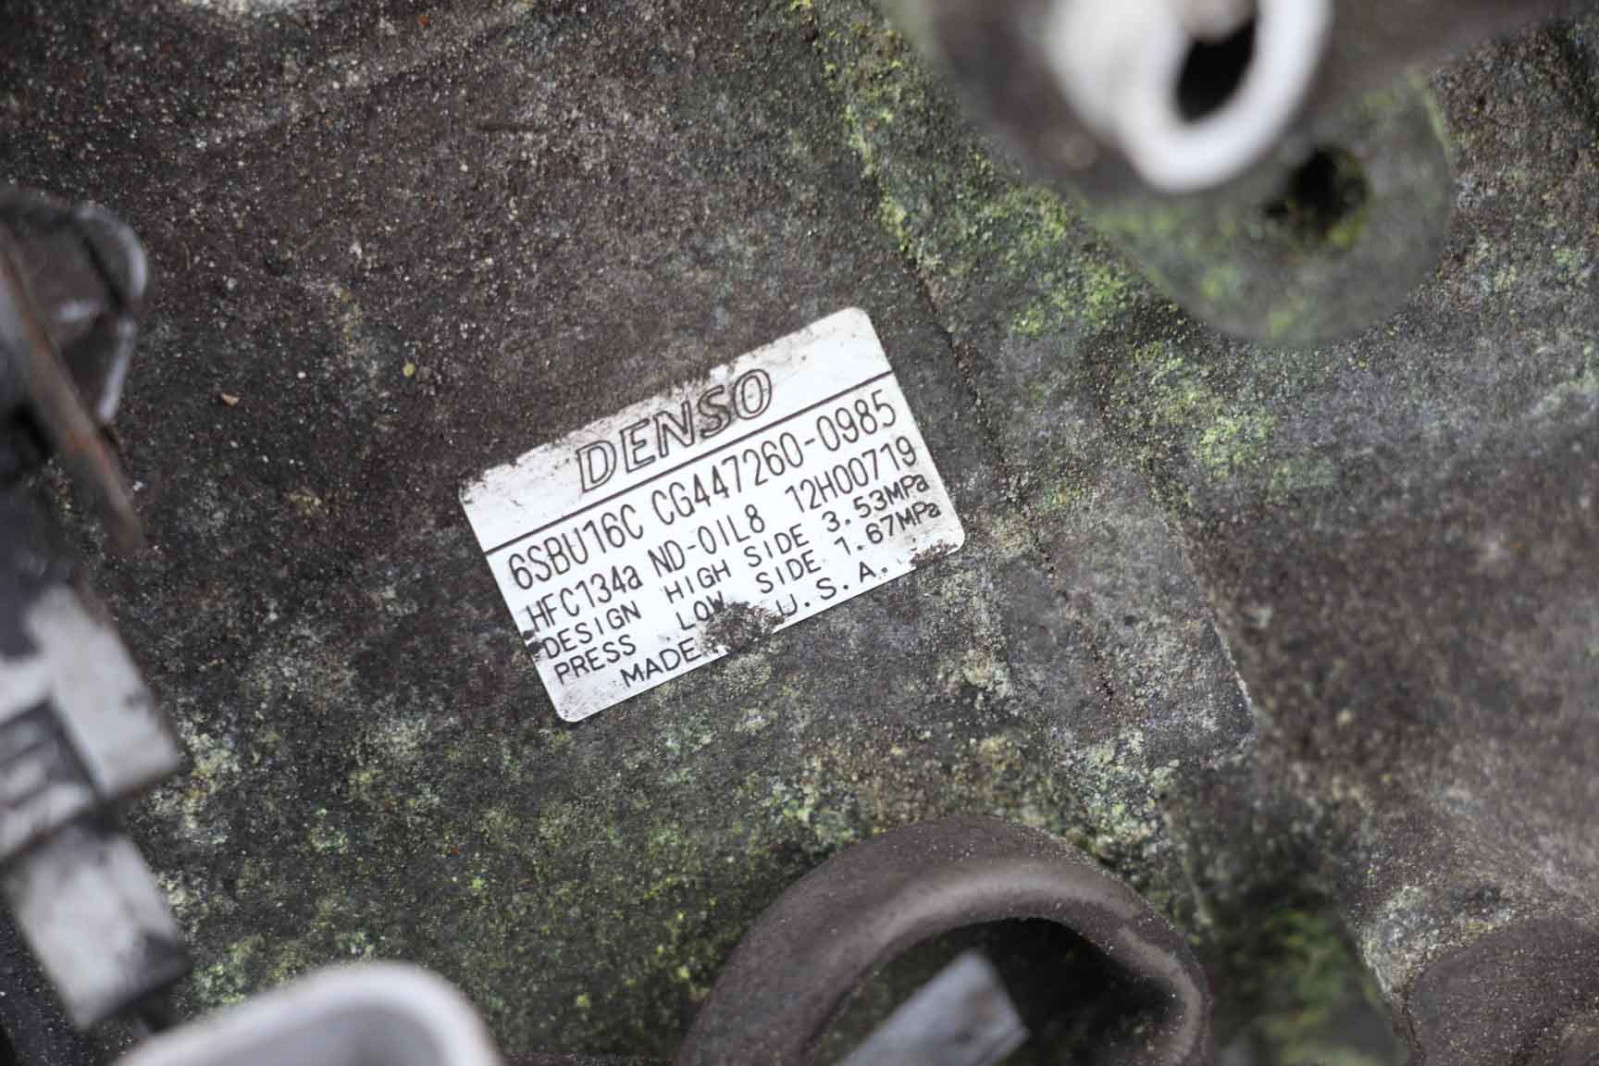 DENSO
6SBU16C CG447260-0985
HFC134a ND-OIL8 12H00719
DESIGN HIGH SIDE 3.53MPa
PRESS LOW SIDE 1.67MPa
MADE U.S.A.